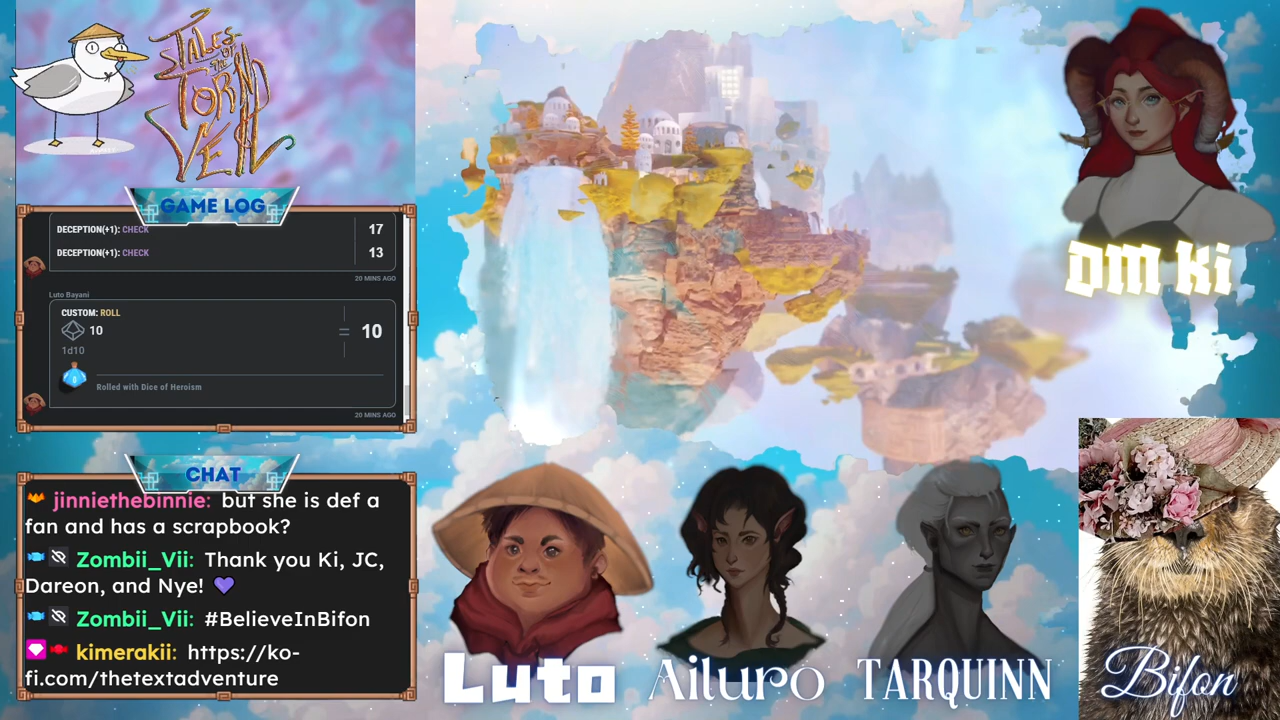 TALES
OF
THE
TORN
VEIL
GAME LOG
DECEPTION(+1): CHECK 17
DECEPTION(+1): CHECK 13
20 MINS AGO
Luto Bayani
CUSTOM: ROLL
10 = 10
1d10
Rolled with Dice of Heroism
20 MINS AGO
CHAT
jinniethebinnie: but she is def a
fan and has a scrapbook?
Zombii_Vii: Thank you Ki, JC,
Dareon, and Nye! 💜
Zombii_Vii: #BelieveInBifon
kimerakii: https://ko-
fi.com/thetextadventure
DM Ki
Luto
Ailuro
TARQUINN
Bifon